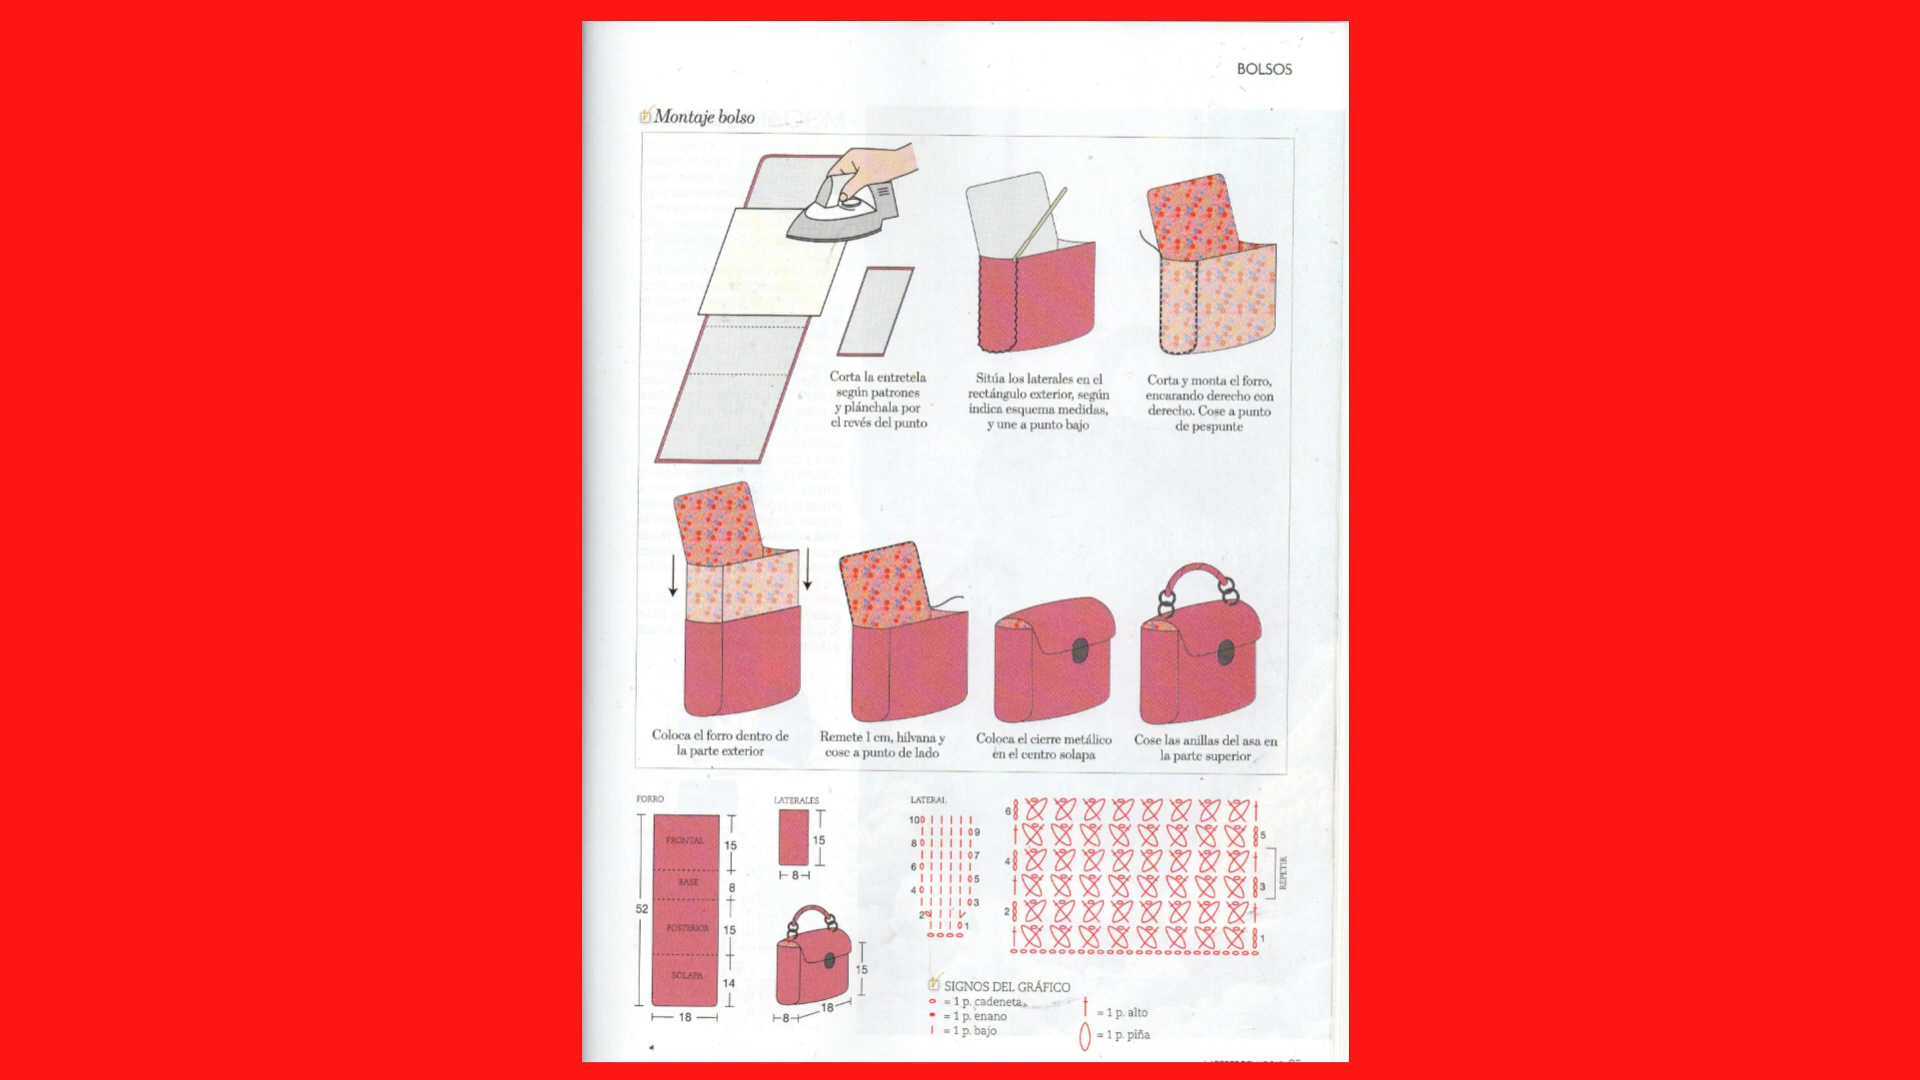 BOLSOS
Montaje bolso
Corta la entretela
según patrones
y plánchala por
el revés del punto
Sitúa los laterales en el
rectángulo exterior, según
indica esquema medidas,
y une a punto bajo
Corta y monta el forro,
encarando derecho con
derecho. Cose a punto
de pespunte
Coloca el forro dentro de
la parte exterior
Remete 1 cm, hilvana y
cose a punto de lado
Coloca el cierre metálico
en el centro solapa
Cose las anillas del asa en
la parte superior
FORRO
FRONTAL
BASE
POSTERIOR
SOLAPA
52
15
8
15
14
18
LATERALES
15
8
15
18
8
LATERAL
10
9
8
7
6
5
4
3
2
1
6
5
4
3
2
1
REPETIR
SIGNOS DEL GRÁFICO
= 1 p. cadeneta
= 1 p. enano
= 1 p. bajo
= 1 p. alto
= 1 p. piña